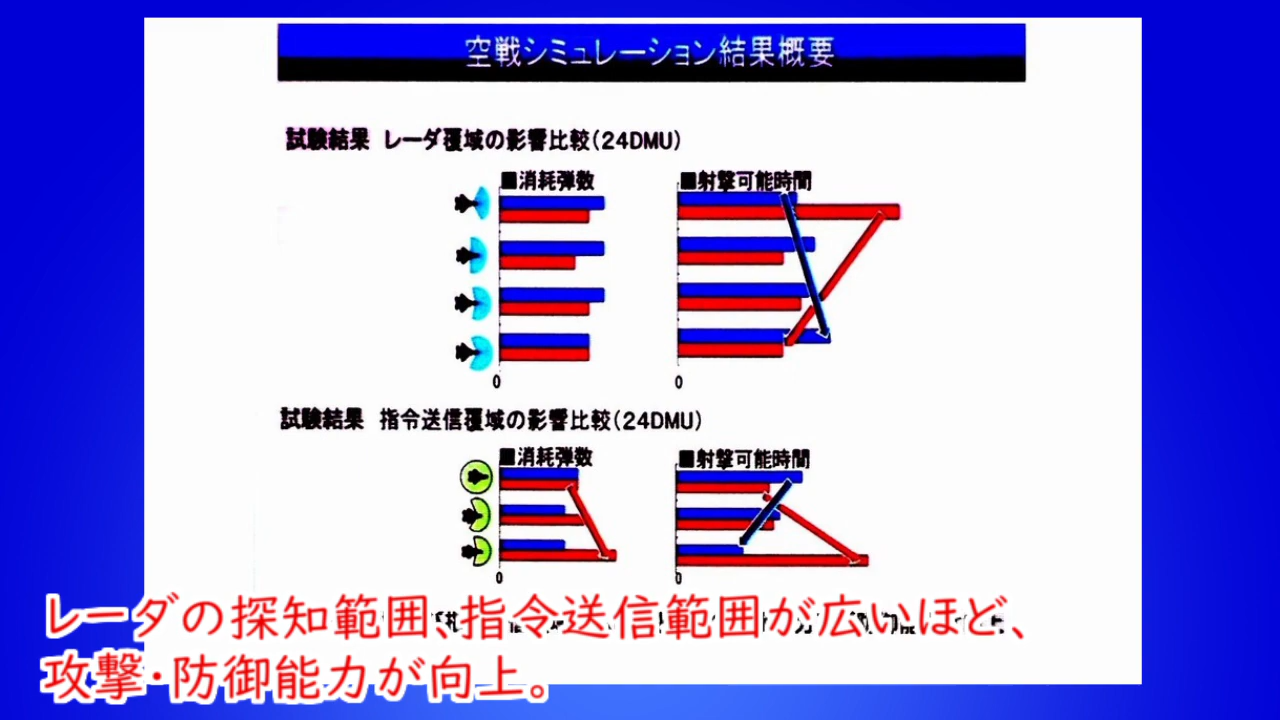 空戦シミュレーション結果概要
試験結果 レーダ覆域の影響比較(24DMU)
■消耗弾数 ■射撃可能時間
0 0
試験結果 指令送信覆域の影響比較(24DMU)
■消耗弾数 ■射撃可能時間
0 0
レーダの探知範囲、指令送信範囲が広いほど、
攻撃・防御能力が向上。